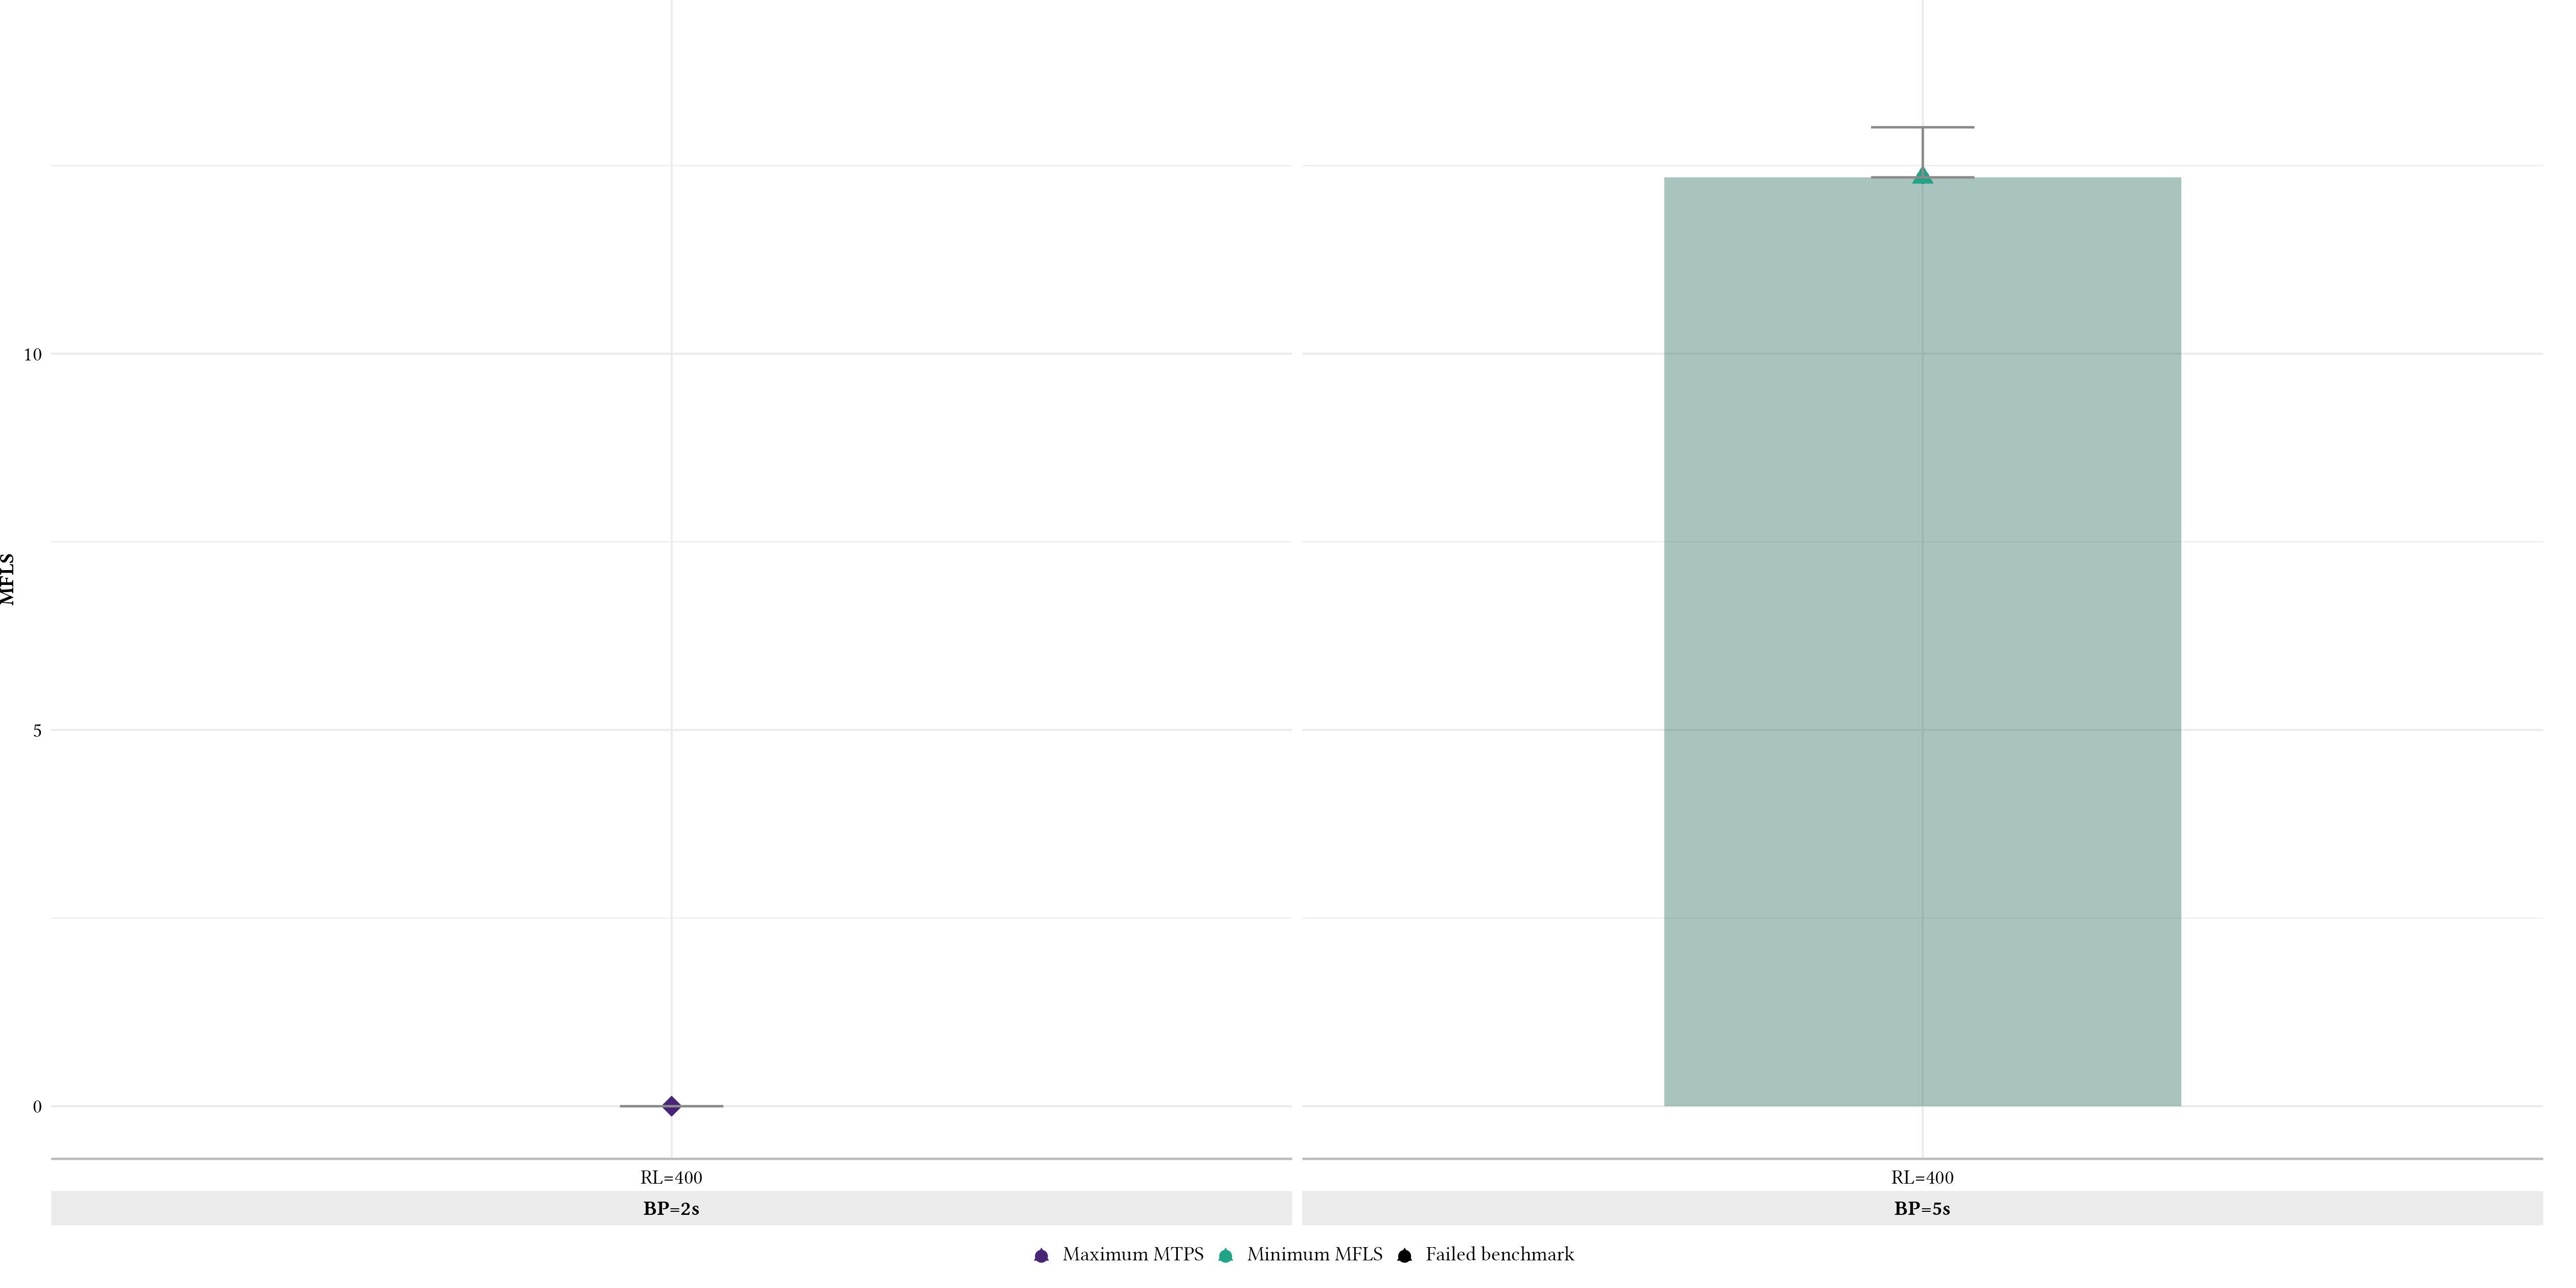 MFLS
10
5
0
RL=400
RL=400
BP=2s
BP=5s
Maximum MTPS Minimum MFLS Failed benchmark